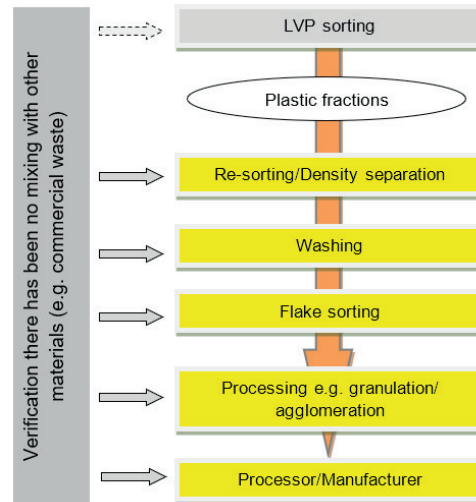 Verification there has been no mixing with other
materials (e.g. commercial waste)
LVP sorting
Plastic fractions
Re-sorting/Density separation
Washing
Flake sorting
Processing e.g. granulation/
agglomeration
Processor/Manufacturer